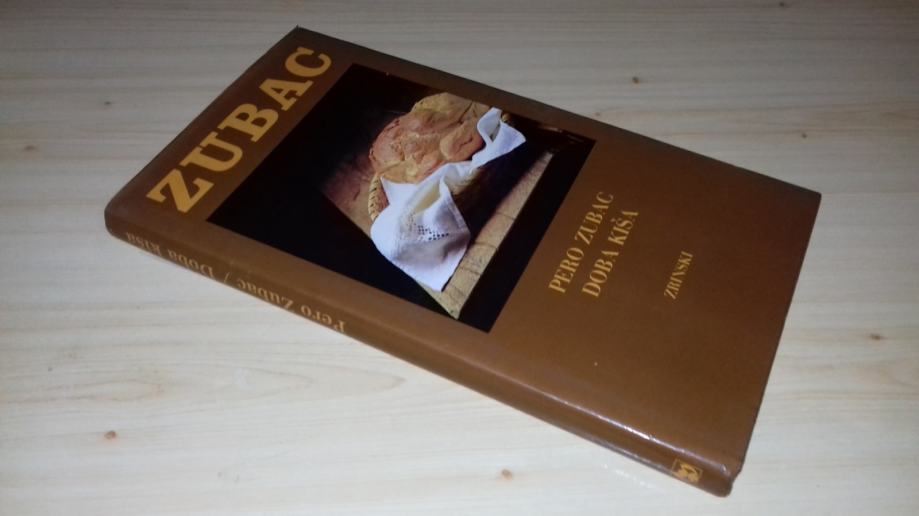 ZUBAC
PERO ZUBAC
DOBA KIŠA
ZRINSKI
Pero Zubac / Doba kiša